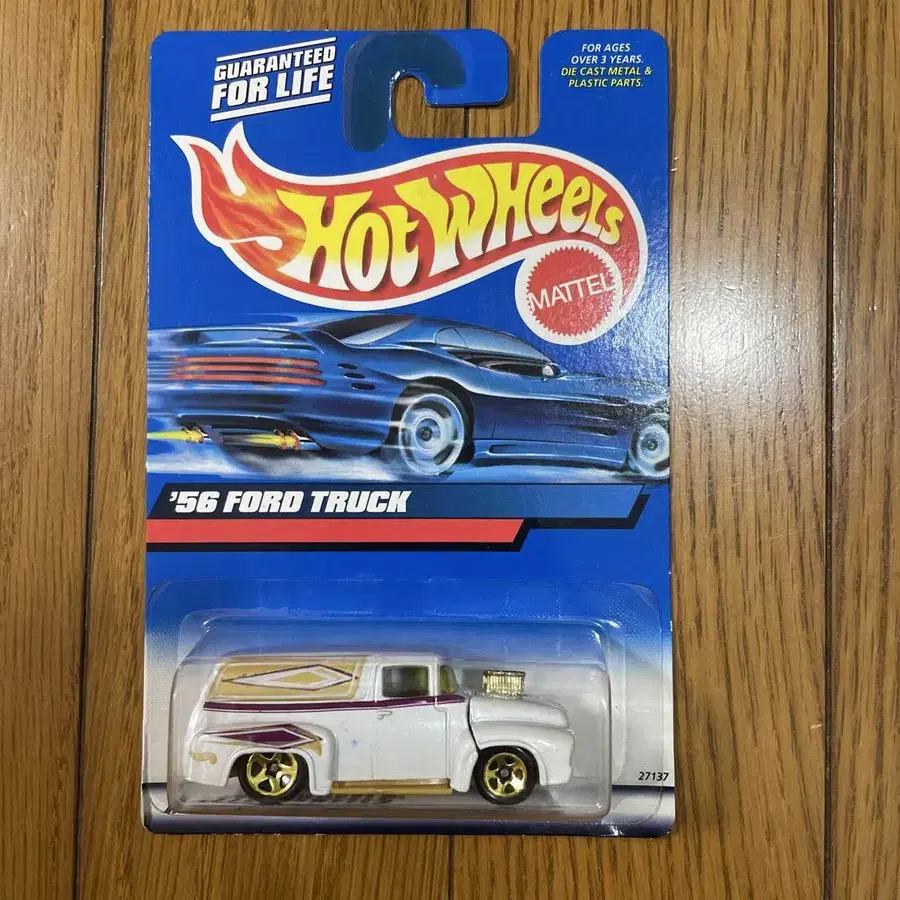 GUARANTEED
FOR LIFE
FOR AGES
OVER 3 YEARS.
DIE CAST METAL &
PLASTIC PARTS.
HOT WHEELS
MATTEL
®
'56 FORD TRUCK
27137